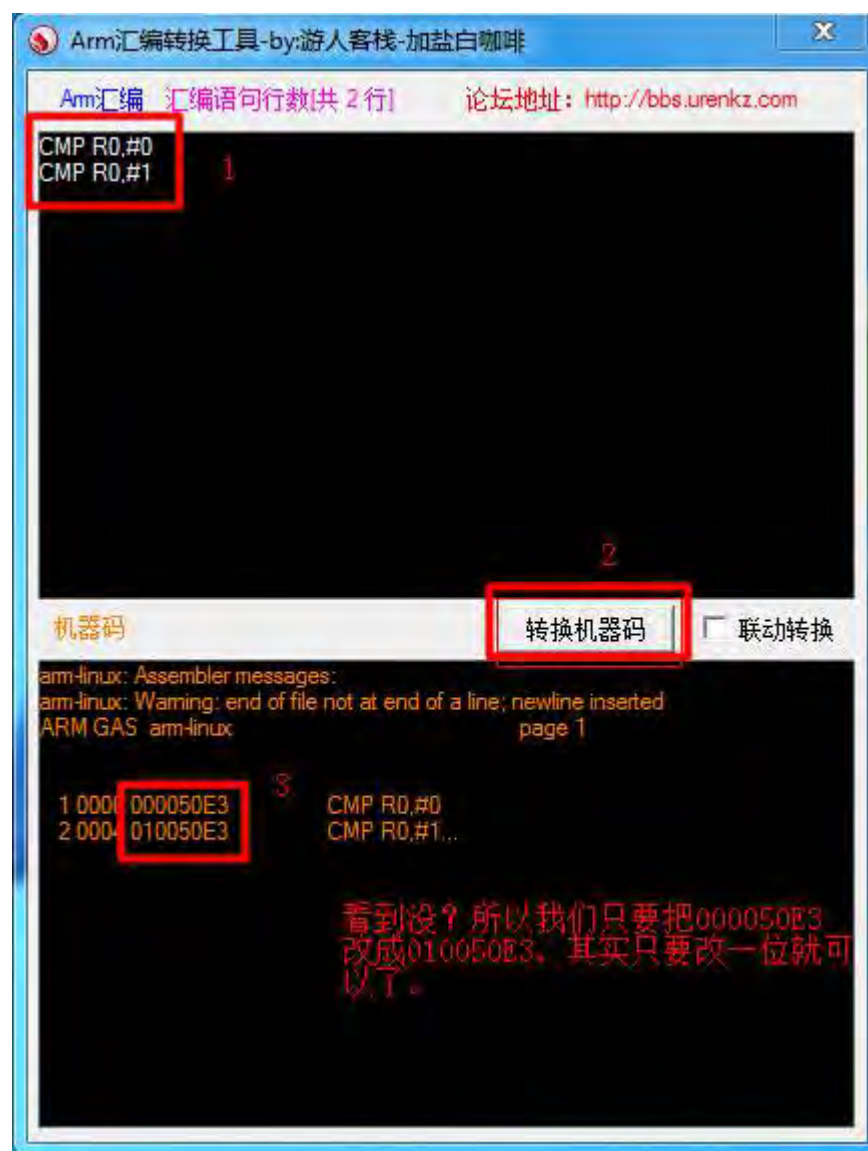 Arm汇编转换工具-by:游人客栈-加盐白咖啡
Arm汇编 汇编语句行数[共 2 行] 论坛地址：http://bbs.urenkz.com
CMP R0,#0
CMP R0,#1
1
2
机器码 转换机器码 联动转换
arm-linux: Assembler messages:
arm-linux: Warning: end of file not at end of a line; newline inserted
ARM GAS arm-linux page 1
3
1 0000 000050E3 CMP R0,#0
2 0004 010050E3 CMP R0,#1...
看到没？所以我们只要把000050E3
改成010050E3、其实只要改一位就可
以了。